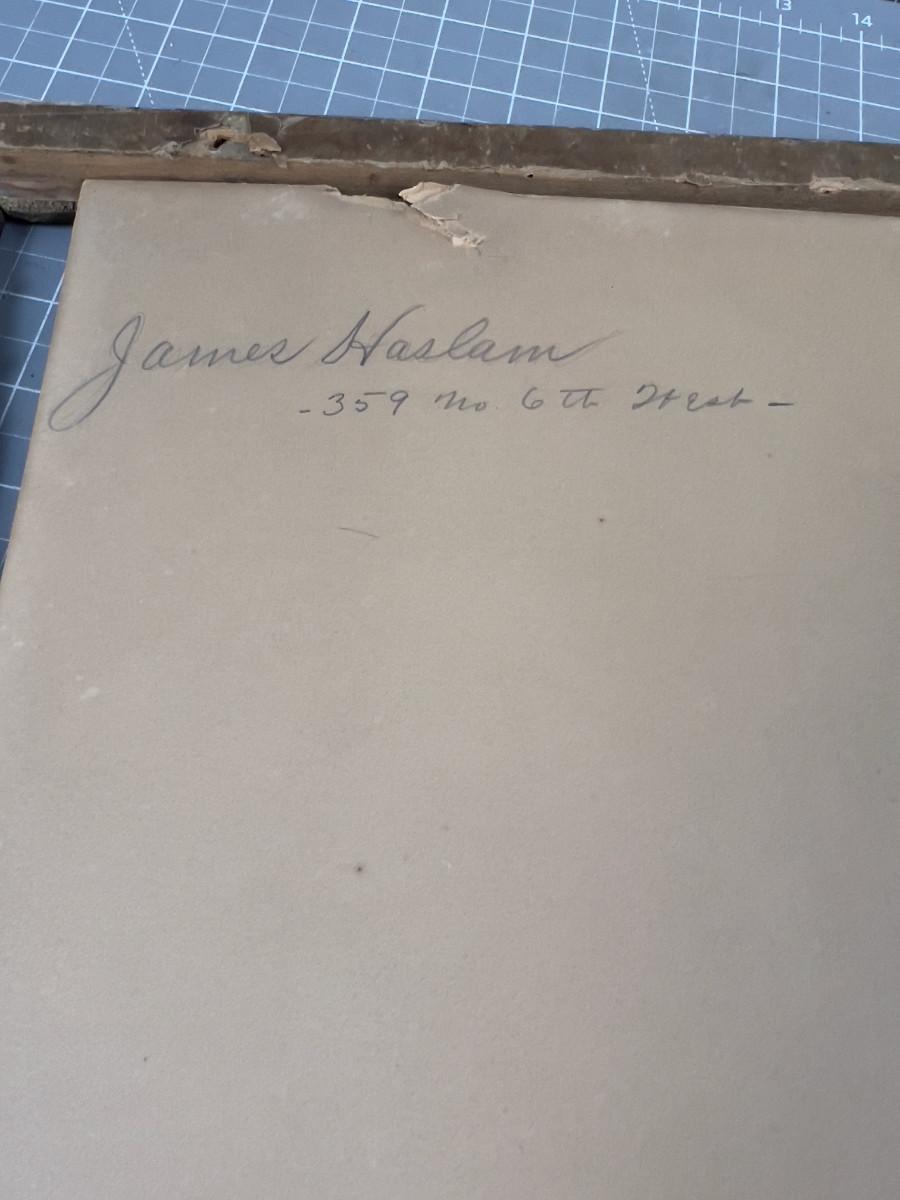 13 14
James Haslam
- 359 No. 6th West -